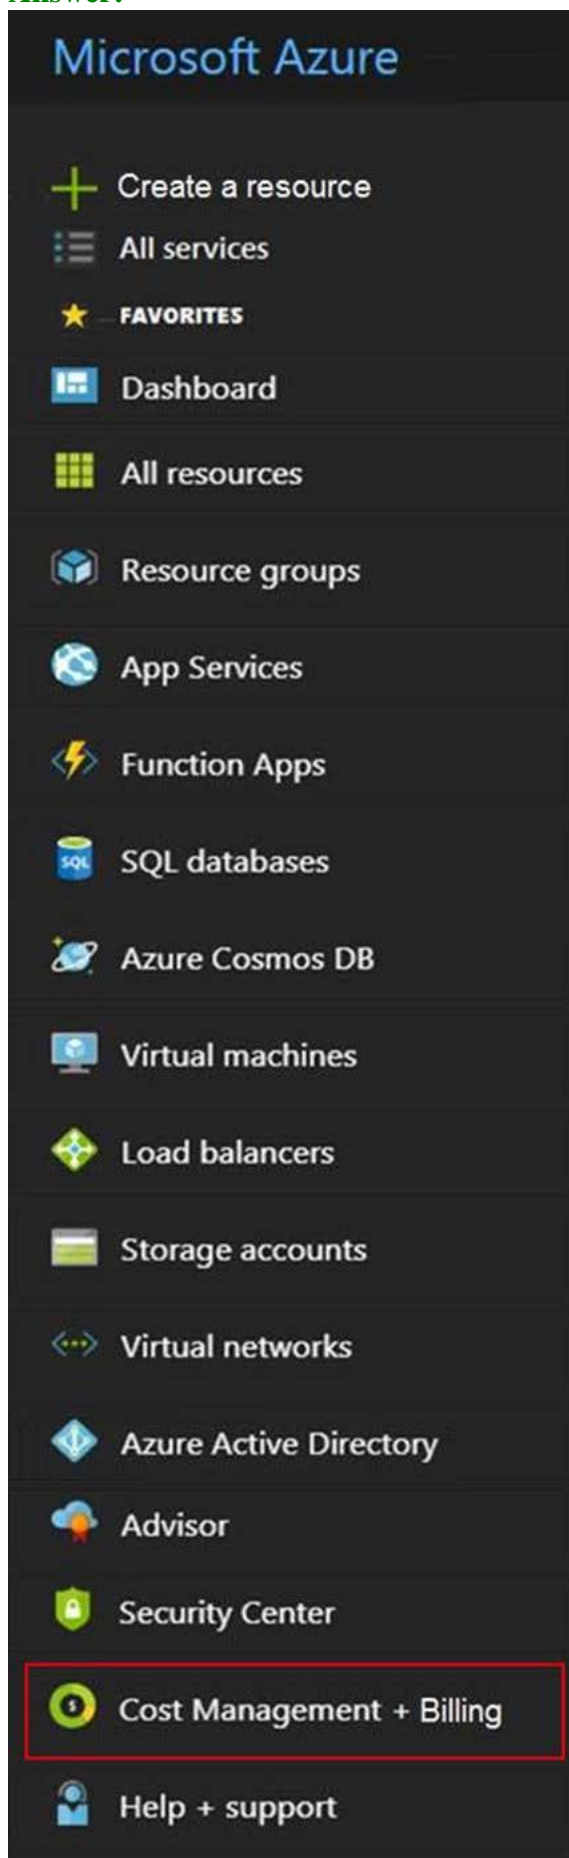 Answer:
Microsoft Azure
Create a resource
All services
FAVORITES
Dashboard
All resources
Resource groups
App Services
Function Apps
SQL databases
SQL
Azure Cosmos DB
Virtual machines
Load balancers
Storage accounts
Virtual networks
Azure Active Directory
Advisor
Security Center
$ Cost Management + Billing
Help + support